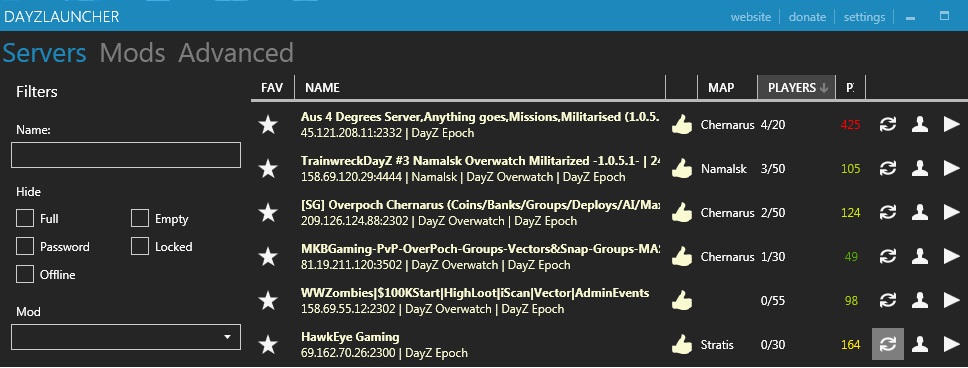 DAYZLAUNCHER website donate settings
Servers Mods Advanced
Filters
Name:
Hide
Full Empty
Password Locked
Offline
Mod
FAV NAME MAP PLAYERS P
Aus 4 Degrees Server,Anything goes,Missions,Militarised (1.0.5.
45.121.208.11:2332 | DayZ Epoch
Chernarus 4/20 425
TrainwreckDayZ #3 Namalsk Overwatch Militarized -1.0.5.1- | 24
158.69.120.29:4444 | Namalsk | DayZ Overwatch | DayZ Epoch
Namalsk 3/50 105
[SG] Overpoch Chernarus (Coins/Banks/Groups/Deploys/AI/Ma
209.126.124.88:2302 | DayZ Overwatch | DayZ Epoch
Chernarus 2/50 124
MKBGaming-PvP-OverPoch-Groups-Vectors&Snap-Groups-MA
81.19.211.120:3502 | DayZ Overwatch | DayZ Epoch
Chernarus 1/30 49
WWZombies|$100KStart|HighLoot|iScan|Vector|AdminEvents
158.69.55.12:2302 | DayZ Overwatch | DayZ Epoch
0/55 98
HawkEye Gaming
69.162.70.26:2300 | DayZ Epoch
Stratis 0/30 164